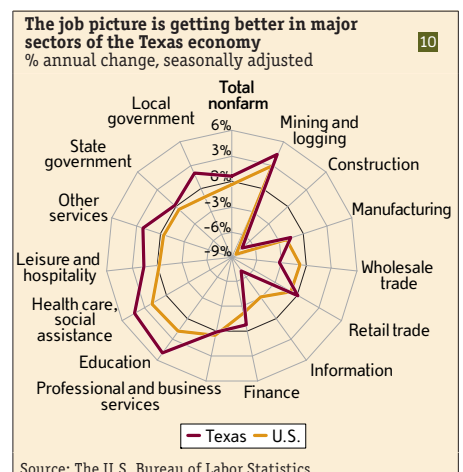 The job picture is getting better in major
sectors of the Texas economy
10
% annual change, seasonally adjusted
Total
nonfarm
Mining and
logging
Construction
Manufacturing
Wholesale
trade
Retail trade
Information
Finance
Professional and business
services
Education
Health care,
social
assistance
Leisure and
hospitality
Other
services
State
government
Local
government
6%
3%
0%
-3%
-6%
-9%
Texas
U.S.
Source: The U.S. Bureau of Labor Statistics